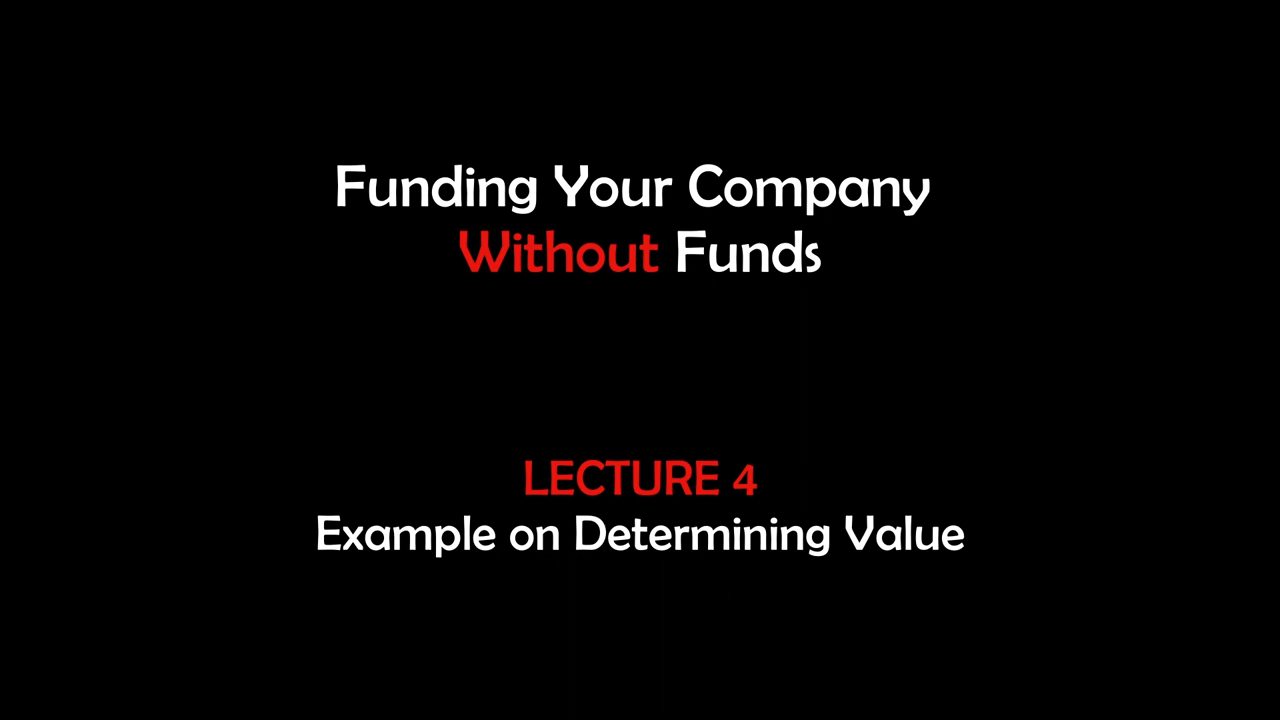 Funding Your Company
Without Funds
LECTURE 4
Example on Determining Value